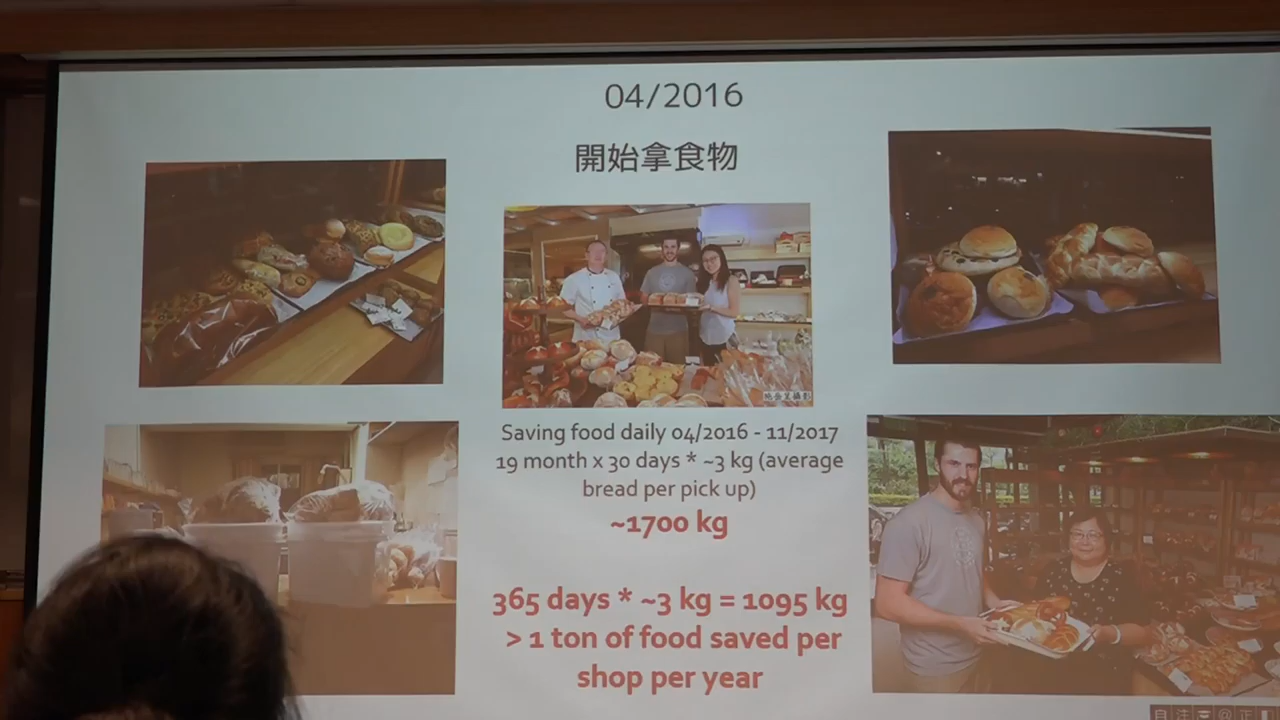 04/2016
開始拿食物
Saving food daily 04/2016 - 11/2017
19 month x 30 days * ~3 kg (average
bread per pick up)
~1700 kg
365 days * ~3 kg = 1095 kg
> 1 ton of food saved per
shop per year